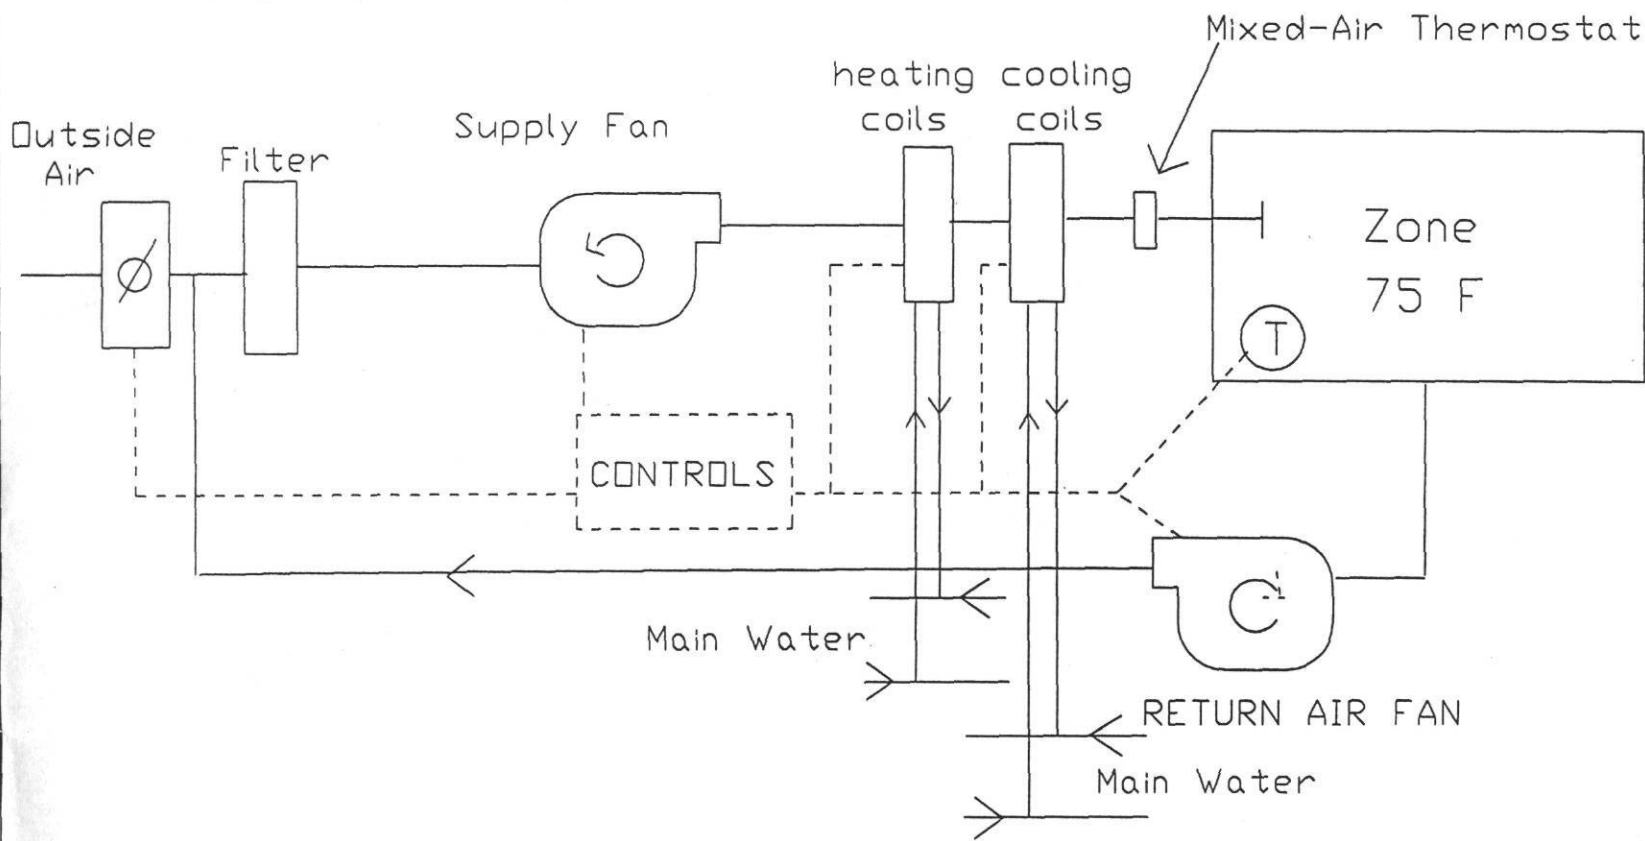 Mixed-Air Thermostat
heating cooling
coils coils
Supply Fan
Outside
Air
Filter
Zone
75 F
T
CONTROLS
Main Water
RETURN AIR FAN
Main Water